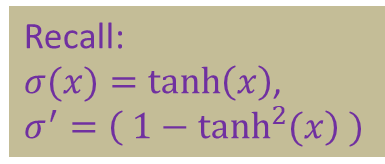 Recall:
σ(x) = tanh(x),
σ′ = ( 1 − tanh²(x) )